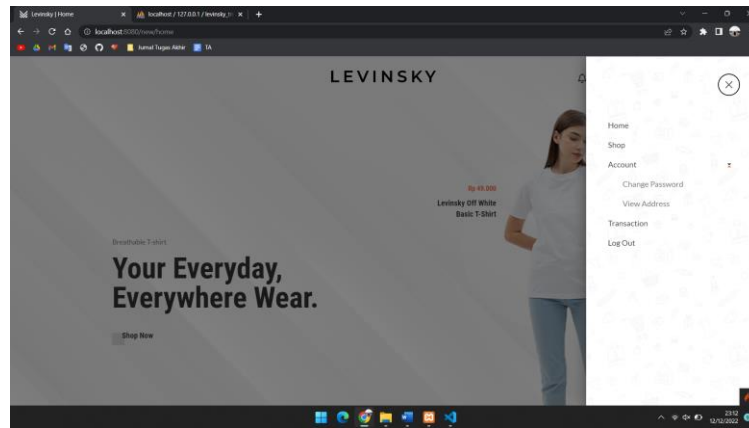 Levinsky | Home
localhost / 127.0.0.1 / levinsky_tr
localhost:8080/new/home
Jurnal Tugas Akhir
TA
LEVINSKY
Home
Shop
Account
Change Password
View Address
Transaction
Log Out
Rp 49.000
Levinsky Off White
Basic T-Shirt
Breathable T-shirt
Your Everyday,
Everywhere Wear.
Shop Now
23:12
12/12/2022